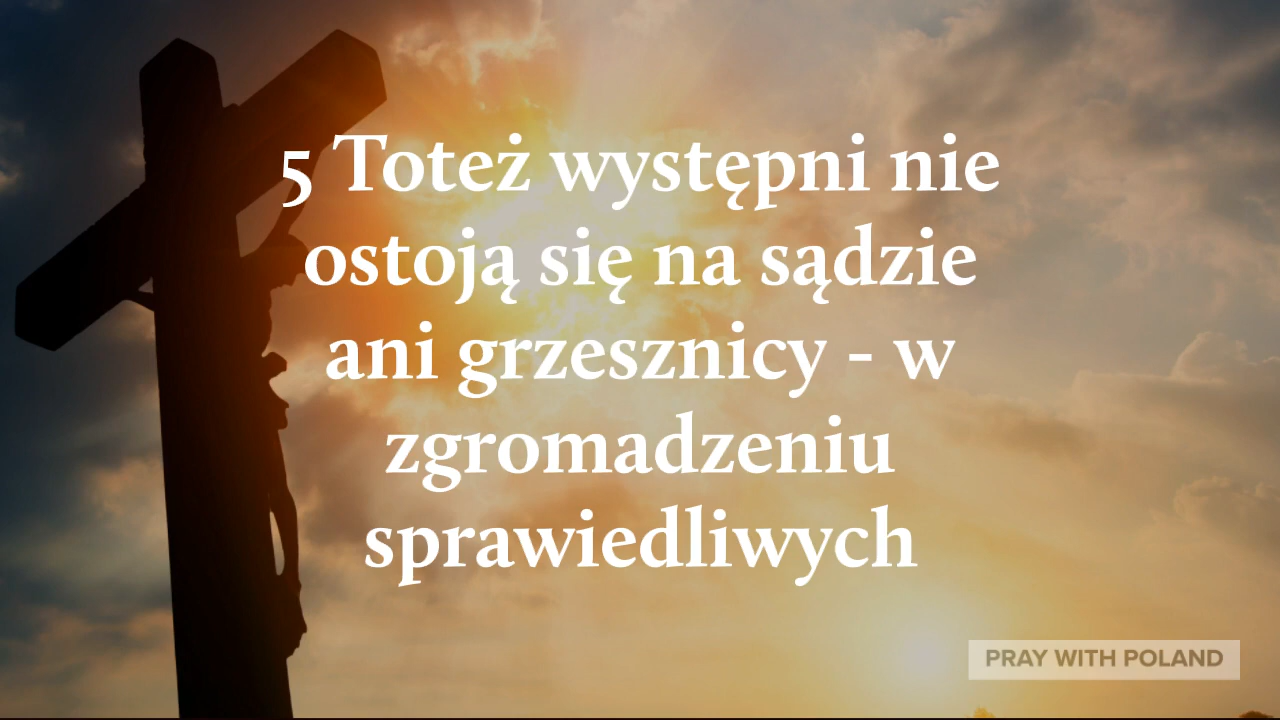 5 Toteż występni nie
ostoją się na sądzie
ani grzesznicy - w
zgromadzeniu
sprawiedliwych
PRAY WITH POLAND